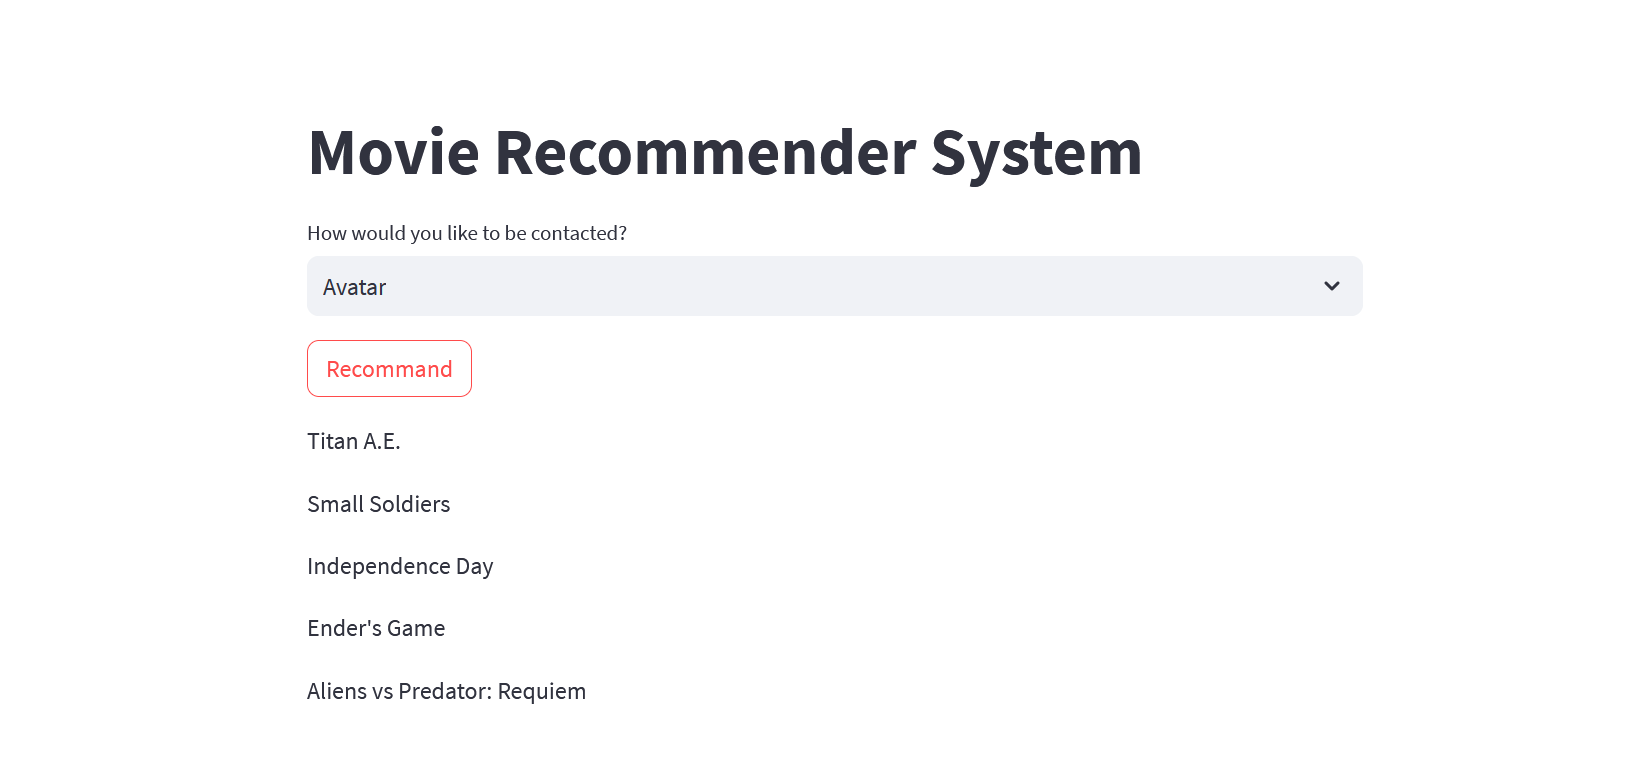 Movie Recommender System
How would you like to be contacted?
Avatar
Recommand
Titan A.E.
Small Soldiers
Independence Day
Ender's Game
Aliens vs Predator: Requiem